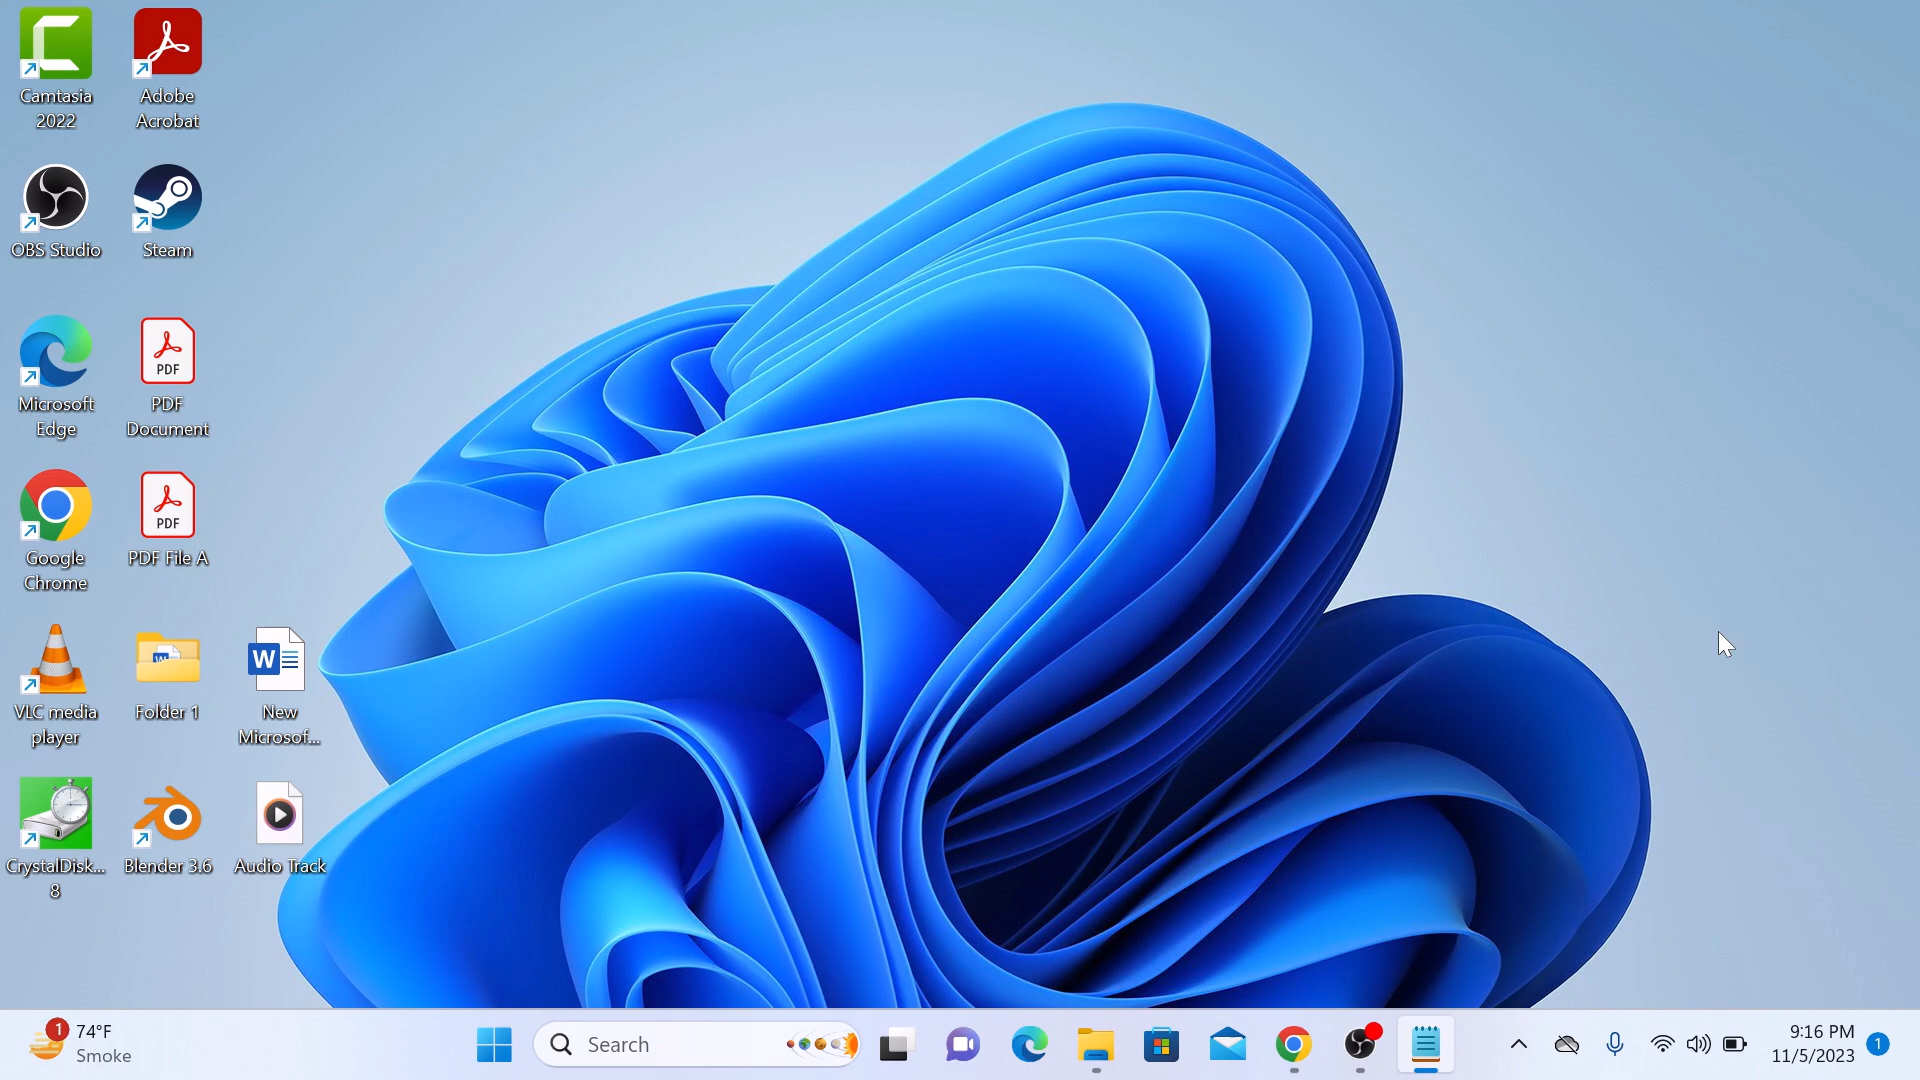 Camtasia
2022
Adobe
Acrobat
OBS Studio
Steam
Microsoft
Edge
PDF
PDF
Document
Google
Chrome
PDF
PDF File A
VLC media
player
W
Folder 1
W
New
Microsof...
CrystalDisk...
8
Blender 3.6
Audio Track
1
74°F
Smoke
Search
9:16 PM
11/5/2023
1